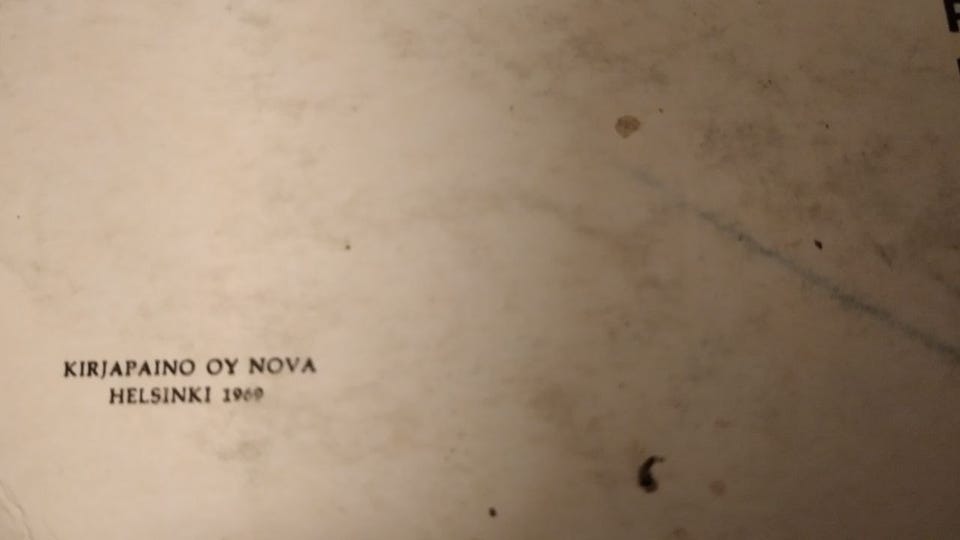 KIRJAPAINO OY NOVA
HELSINKI 1969